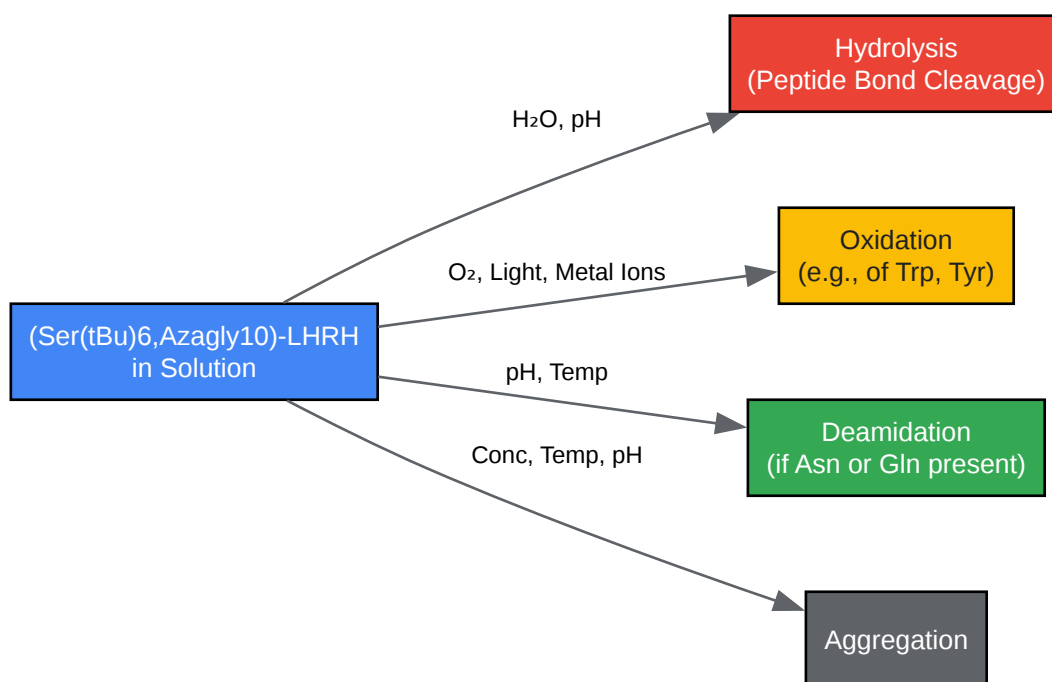 Hydrolysis
(Peptide Bond Cleavage)
H₂O, pH
Oxidation
(e.g., of Trp, Tyr)
O₂, Light, Metal Ions
(Ser(tBu)6,Azagly10)-LHRH
in Solution
pH, Temp
Deamidation
(if Asn or Gln present)
Conc, Temp, pH
Aggregation